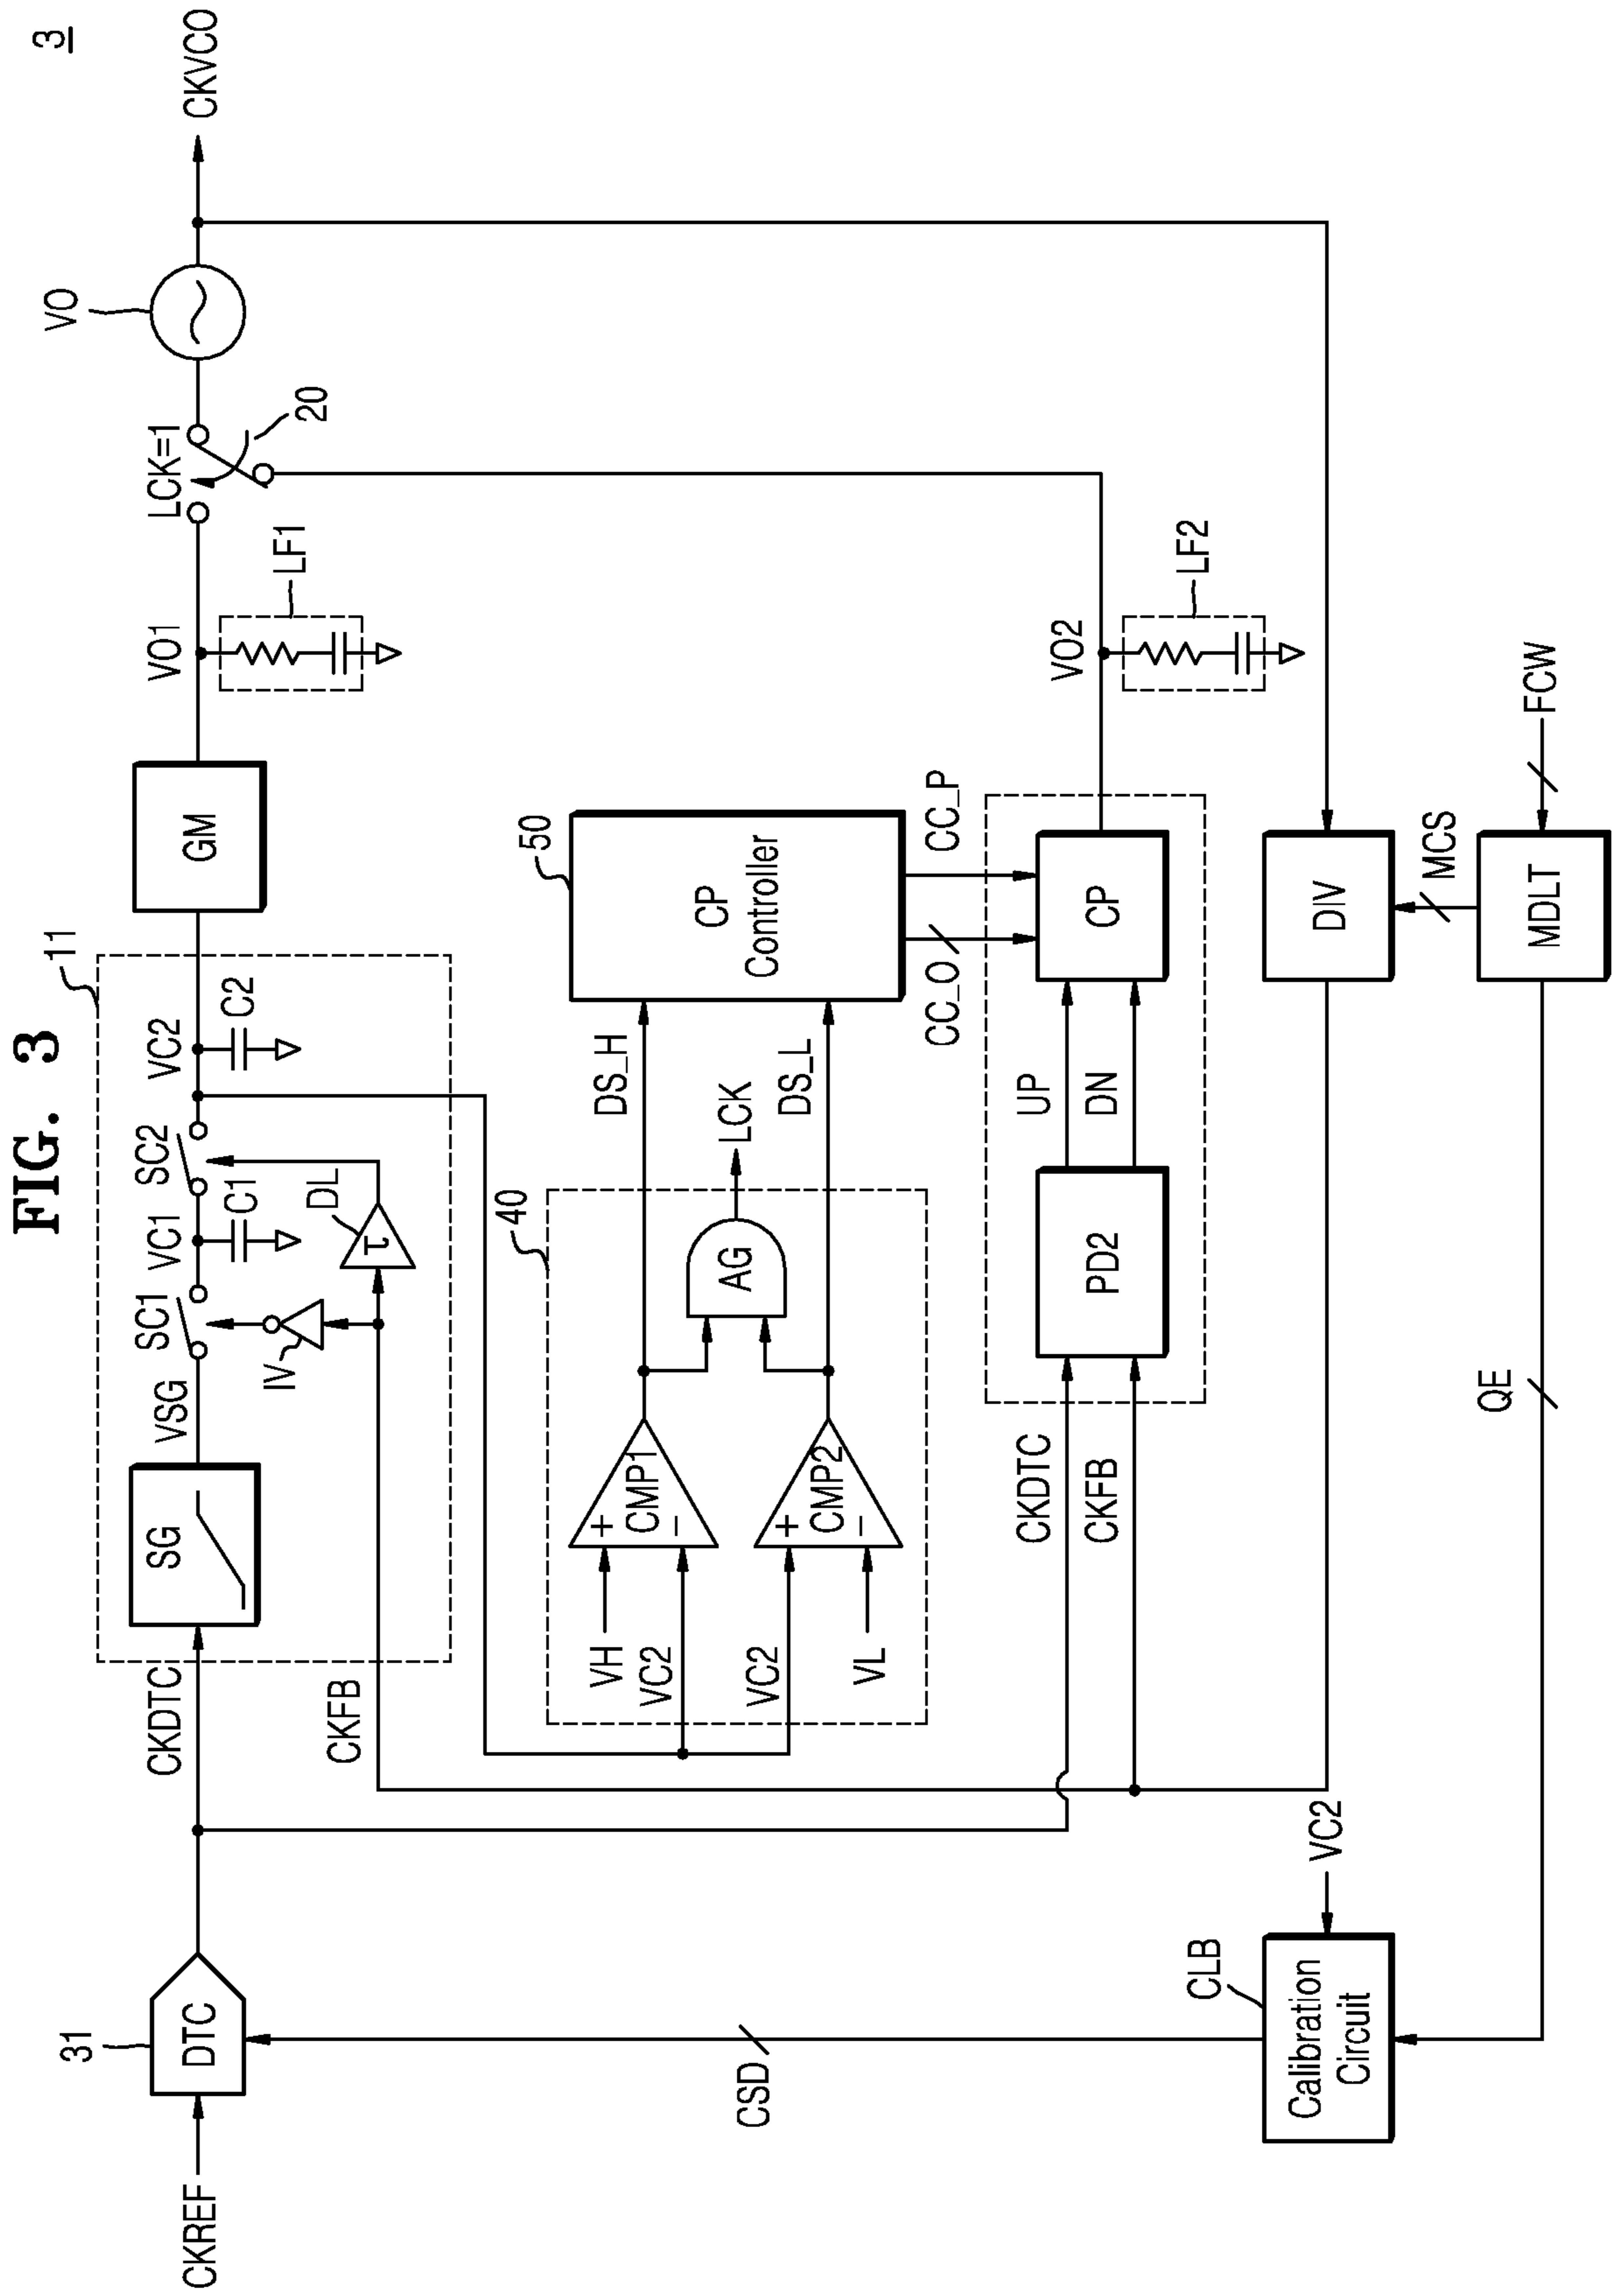 FIG. 3
3
CKREF
31
DTC
CKDTC
SG
VSG
SC1
VC1
C1
SC2
VC2
C2
11
IV
DL
τ
CKFB
GM
VO1
LF1
LCK=1
20
VO
CKVCO
40
VH
VC2
VC2
VL
+
CMP1
-
+
CMP2
-
AG
LCK
DS_H
DS_L
50
CP
Controller
CC_O
CC_P
CKDTC
CKFB
PD2
UP
DN
CP
VO2
LF2
DIV
MCS
MDLT
FCW
QE
VC2
CLB
Calibration
Circuit
CSD